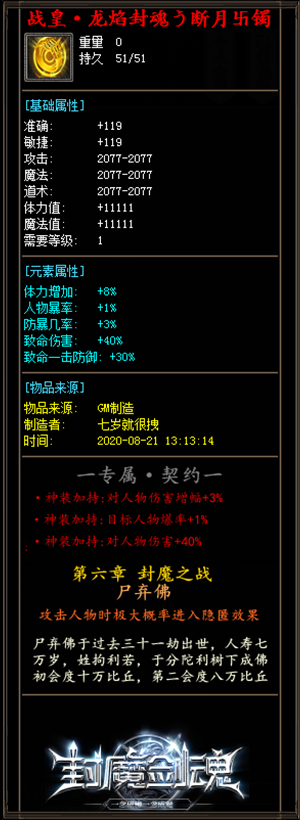 战皇·龙焰封魂う断月乐镯
重量 0
持久 51/51
[基础属性]
准确: +119
敏捷: +119
攻击: 2077-2077
魔法: 2077-2077
道术: 2077-2077
体力值: +11111
魔法值: +11111
需要等级: 1
[元素属性]
体力增加: +8%
人物暴率: +1%
防暴几率: +3%
致命伤害: +40%
致命一击防御: +30%
[物品来源]
物品来源: GM制造
制造者: 七岁就很拽
时间: 2020-08-21 13:13:14
一专属·契约一
·神装加持:对人物伤害增幅+3%
·神装加持:目标人物爆率+1%
·神装加持:对人物伤害+40%
第六章 封魔之战
尸弃佛
攻击人物时极大概率进入隐匿效果
尸弃佛于过去三十一劫出世，人寿七
万岁，姓拘利若，于分陀利树下成佛
初会度十万比丘，第二会度八万比丘
封魔剑魂